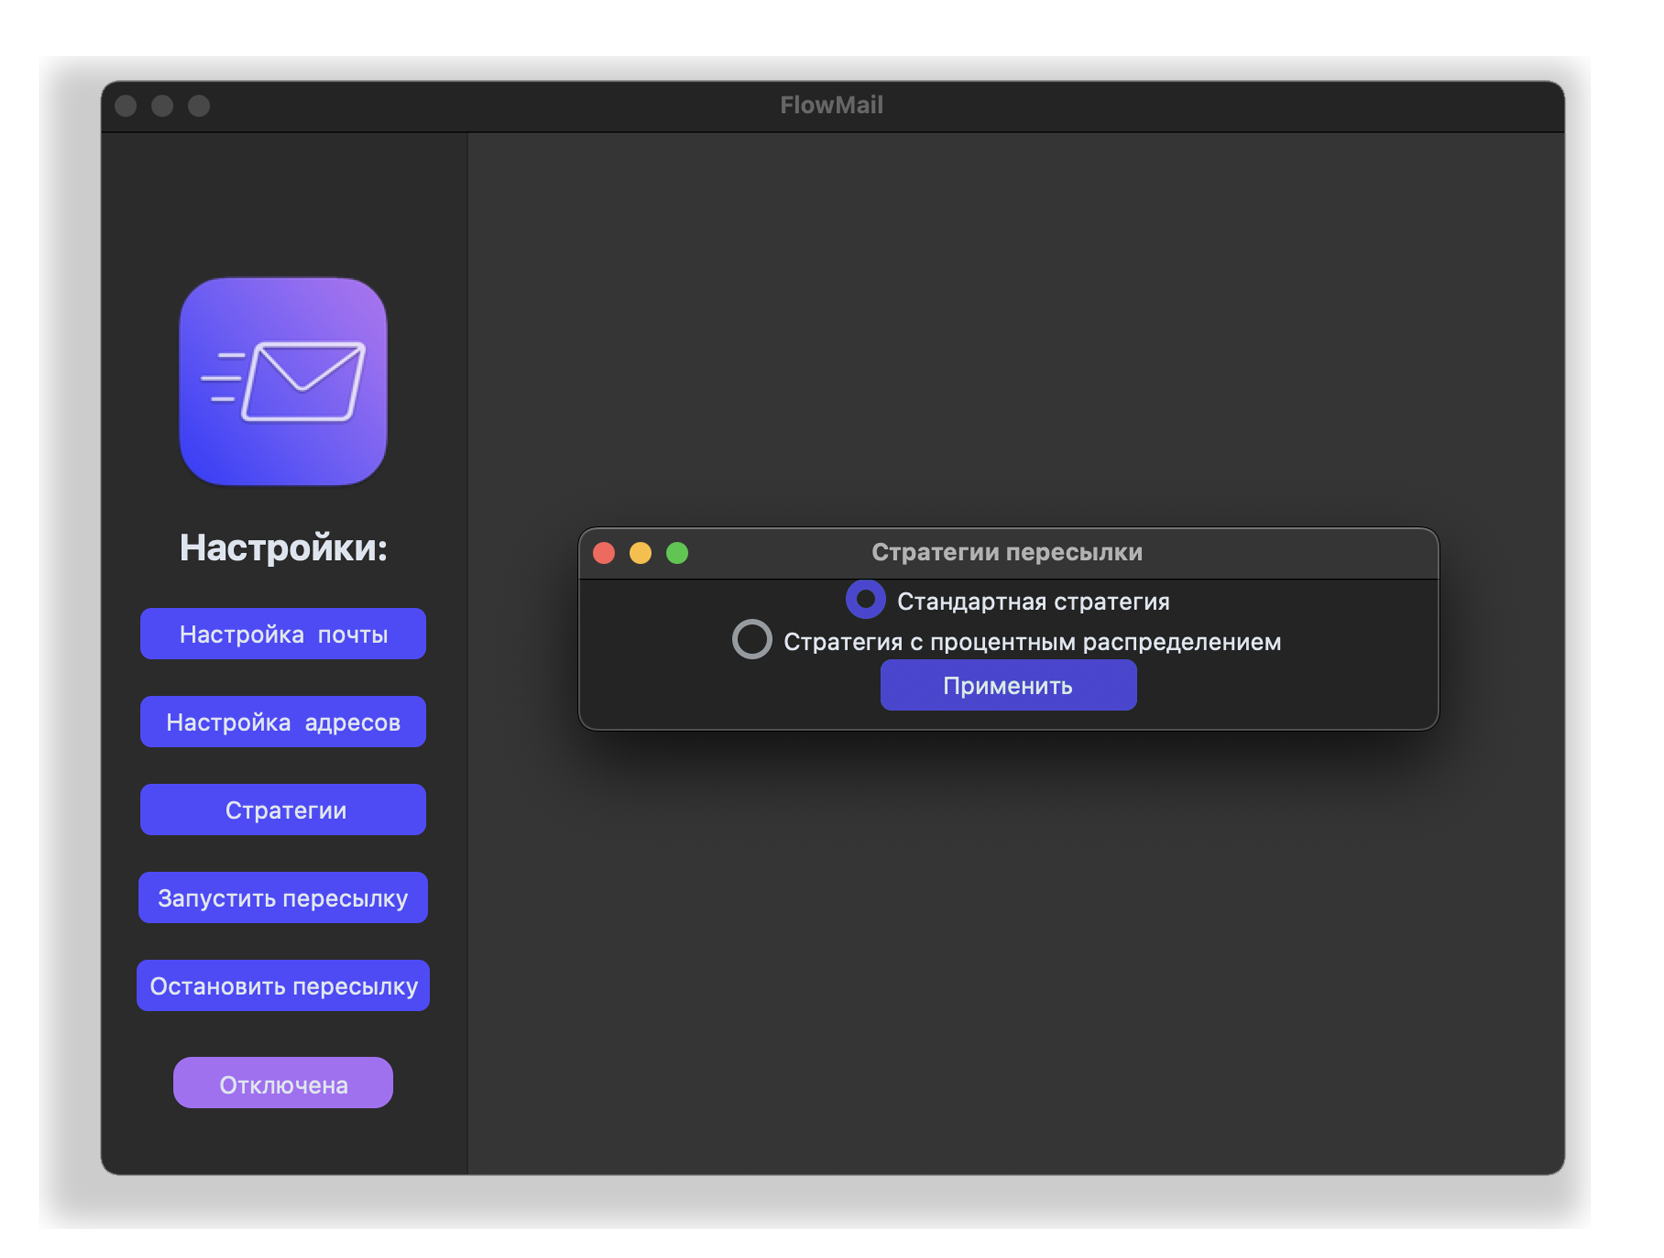 FlowMail
Настройки:
Настройка почты
Настройка адресов
Стратегии
Запустить пересылку
Остановить пересылку
Отключена
Стратегии пересылки
Стандартная стратегия
Стратегия с процентным распределением
Применить